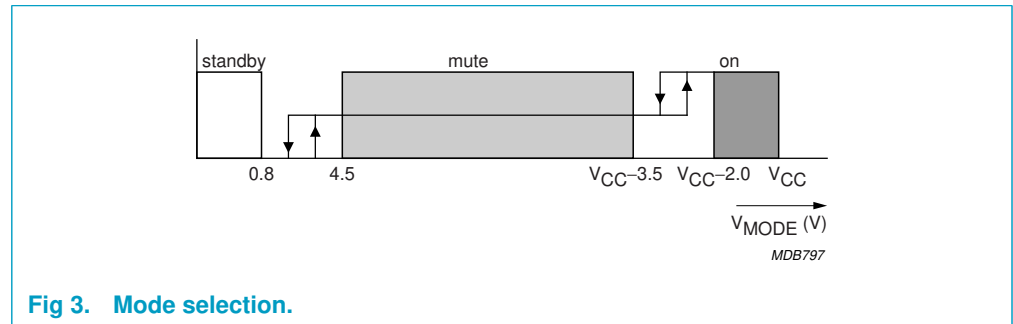 standby mute on
0.8 4.5 VCC−3.5 VCC−2.0 VCC
VMODE (V)
MDB797
Fig 3. Mode selection.